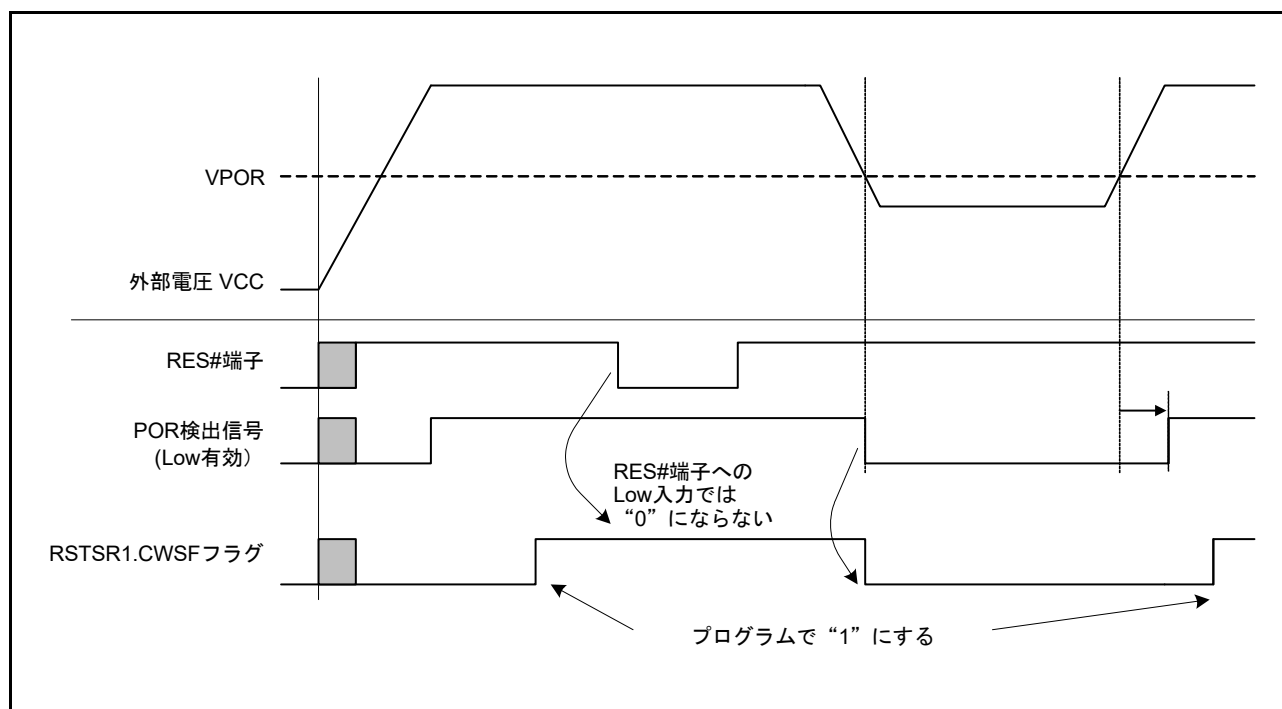 VPOR
外部電圧 VCC
RES#端子
POR検出信号
(Low有効)
RES#端子への
Low入力では
“0”にならない
RSTSR1.CWSFフラグ
プログラムで“1”にする